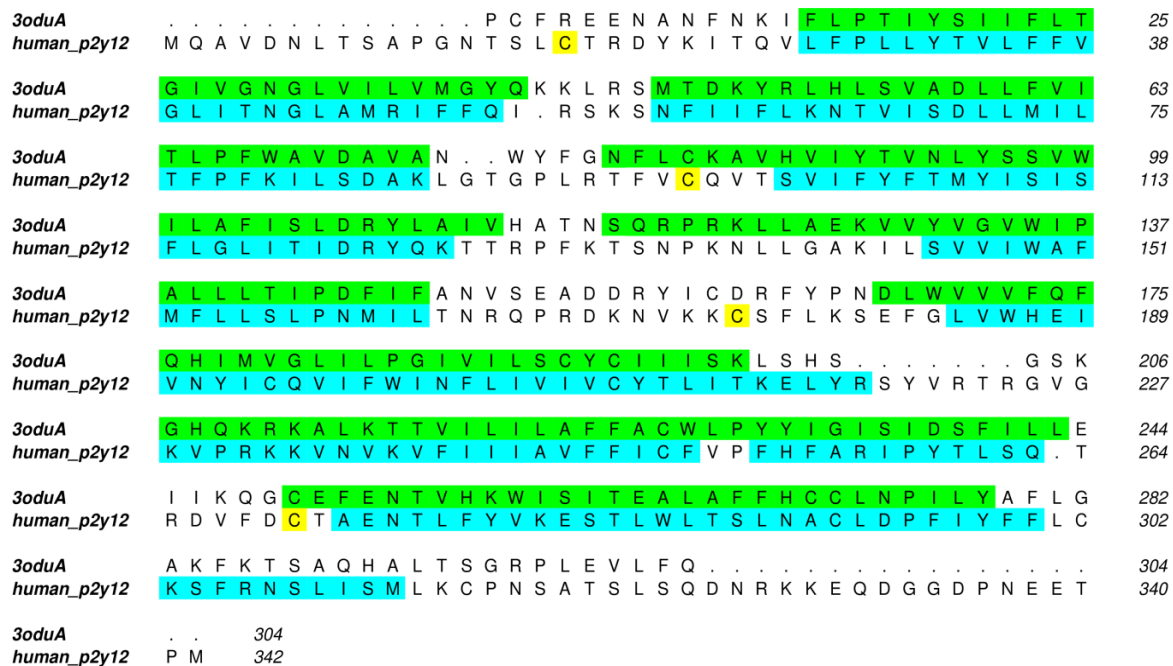 3oduA . . . . . . . . . . . . . P C F R E E N A N F N K I F L P T I Y S I I F L T 25
human_p2y12 M Q A V D N L T S A P G N T S L C T R D Y K I T Q V L F P L L Y T V L F F V 38
3oduA G I V G N G L V I L V M G Y Q K K L R S M T D K Y R L H L S V A D L L F V I 63
human_p2y12 G L I T N G L A M R I F F Q I . R S K S N F I I F L K N T V I S D L L M I L 75
3oduA T L P F W A V D A V A N . . W Y F G N F L C K A V H V I Y T V N L Y S S V W 99
human_p2y12 T F P F K I L S D A K L G T G P L R T F V C Q V T S V I F Y F T M Y I S I S 113
3oduA I L A F I S L D R Y L A I V H A T N S Q R P R K L L A E K V V Y V G V W I P 137
human_p2y12 F L G L I T I D R Y Q K T T R P F K T S N P K N L L G A K I L S V V I W A F 151
3oduA A L L L T I P D F I F A N V S E A D D R Y I C D R F Y P N D L W V V V F Q F 175
human_p2y12 M F L L S L P N M I L T N R Q P R D K N V K K C S F L K S E F G L V W H E I 189
3oduA Q H I M V G L I L P G I V I L S C Y C I I I S K L S H S . . . . . . . G S K 206
human_p2y12 V N Y I C Q V I F W I N F L I V I V C Y T L I T K E L Y R S Y V R T R G V G 227
3oduA G H Q K R K A L K T T V I L I L A F F A C W L P Y Y I G I S I D S F I L L E 244
human_p2y12 K V P R K K V N V K V F I I I A V F F I C F V P F H F A R I P Y T L S Q . T 264
3oduA I I K Q G C E F E N T V H K W I S I T E A L A F F H C C L N P I L Y A F L G 282
human_p2y12 R D V F D C T A E N T L F Y V K E S T L W L T S L N A C L D P F I Y F F L C 302
3oduA A K F K T S A Q H A L T S G R P L E V L F Q . . . . . . . . . . . . . . . . 304
human_p2y12 K S F R N S L I S M L K C P N S A T S L S Q D N R K K E Q D G G D P N E E T 340
3oduA . . 304
human_p2y12 P M 342